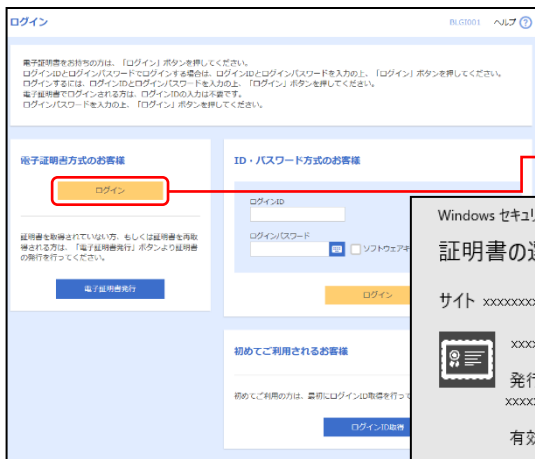 ログイン
BLGI001 ヘルプ ?
電子証明書をお持ちの方は、「ログイン」ボタンを押してください。
ログインIDとログインパスワードでログインする場合は、ログインIDとログインパスワードを入力の上、「ログイン」ボタンを押してください。
ログインするには、ログインIDとログインパスワードを入力の上、「ログイン」ボタンを押してください。
電子証明書でログインされる方は、ログインIDの入力は不要です。
ログインパスワードを入力の上、「ログイン」ボタンを押してください。
電子証明書方式のお客様
ログイン
証明書を取得されていない方、もしくは証明書を再取
得される方は、「電子証明書発行」ボタンより証明書
の発行を行ってください。
電子証明書発行
ID・パスワード方式のお客様
ログインID
ログインパスワード
ソフトウェアキ
ログイン
初めてご利用されるお客様
初めてご利用の方は、最初にログインID取得を行って
ログインID取得
Windows セキュリ
証明書の選
サイト xxxxxxxx
xxxx
発行
xxxxx
有効